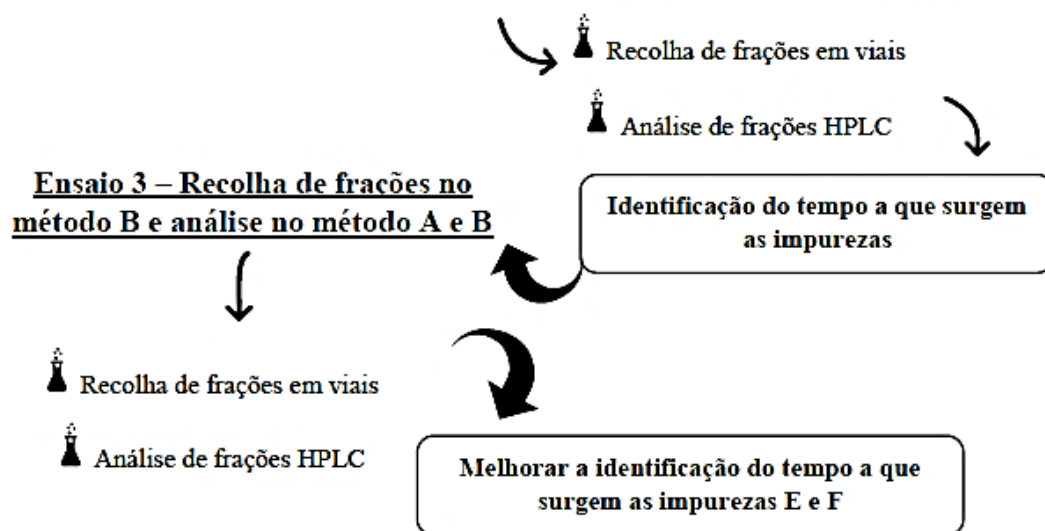 Recolha de frações em viais
Análise de frações HPLC
Identificação do tempo a que surgem
as impurezas
Ensaio 3 – Recolha de frações no
método B e análise no método A e B
Recolha de frações em viais
Análise de frações HPLC
Melhorar a identificação do tempo a que
surgem as impurezas E e F